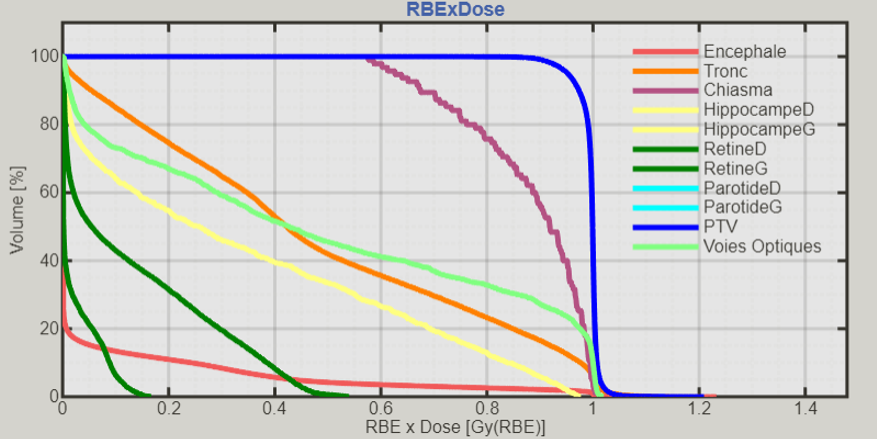 RBExDose
100
80
60
40
20
0
Volume [%]
Encephale
Tronc
Chiasma
HippocampeD
HippocampeG
RetineD
RetineG
ParotideD
ParotideG
PTV
Voies Optiques
0 0.2 0.4 0.6 0.8 1 1.2 1.4
RBE x Dose [Gy(RBE)]